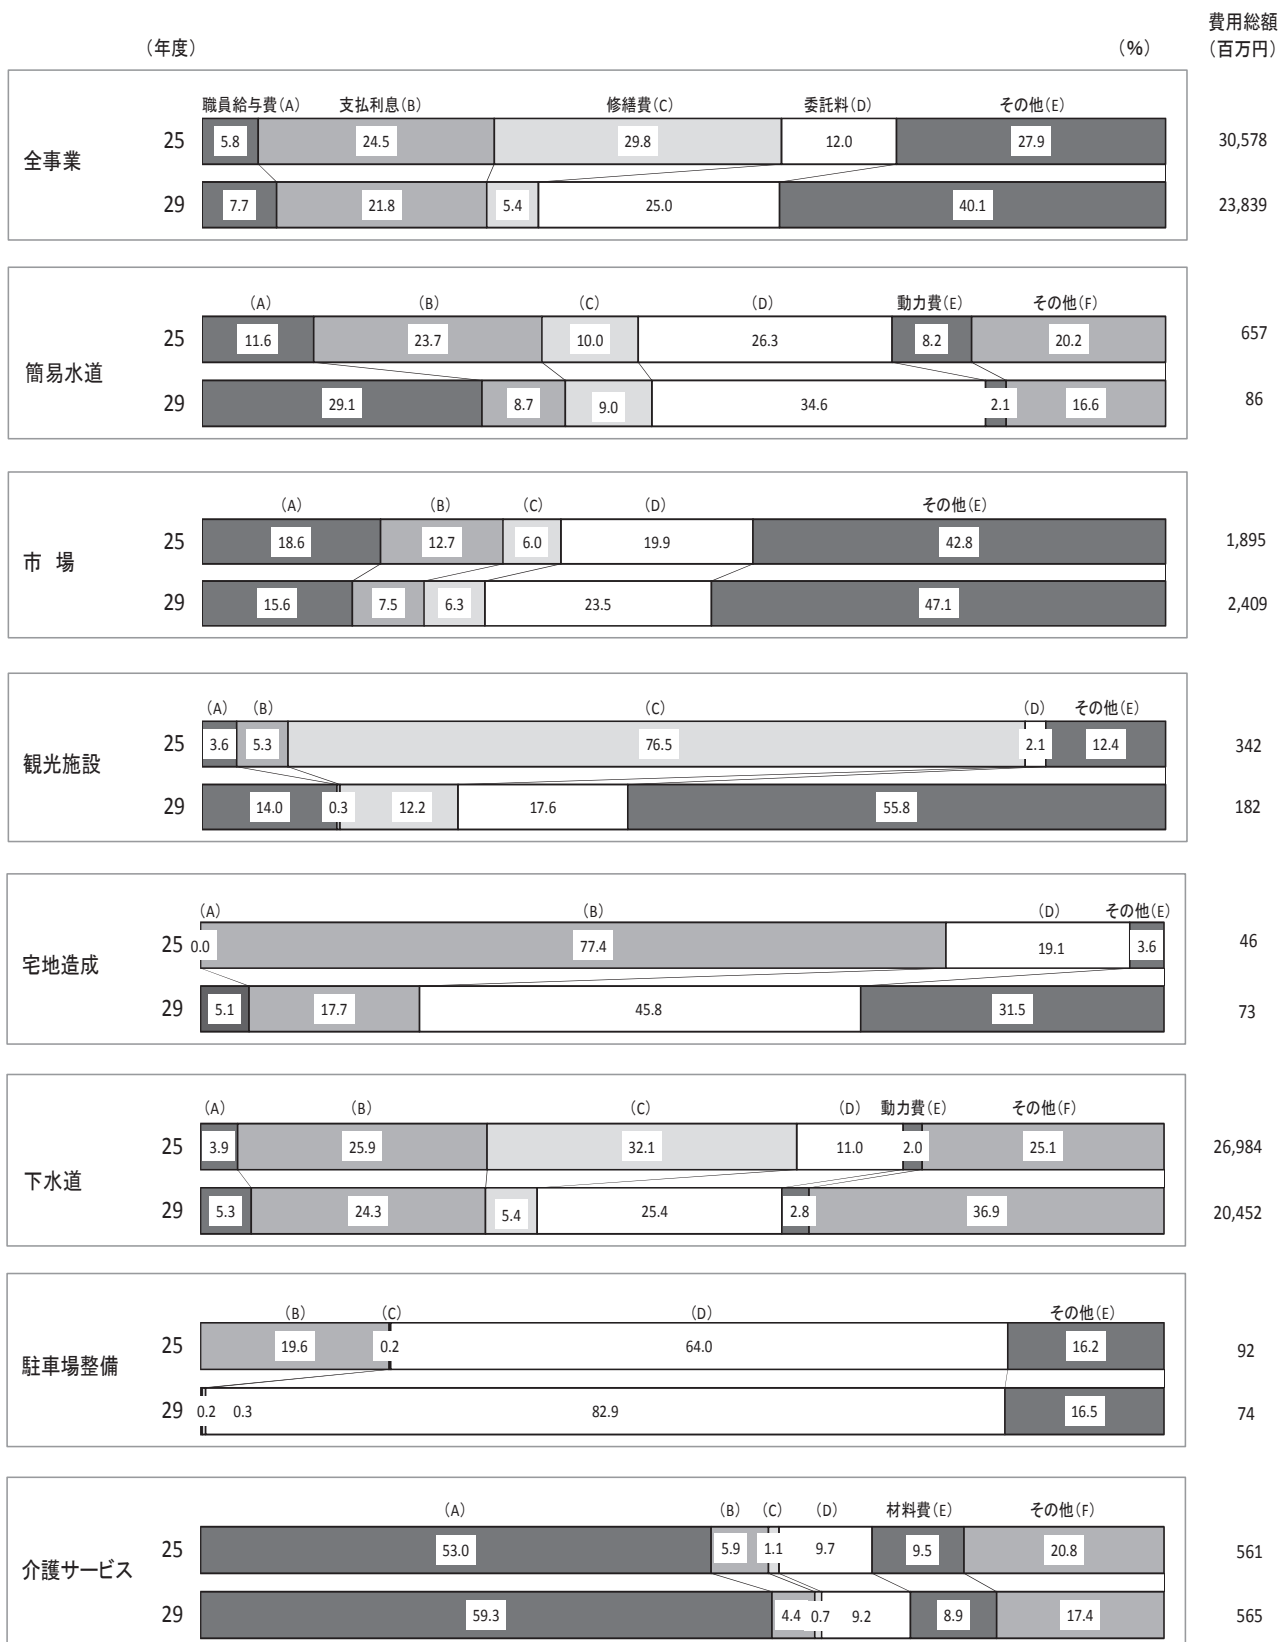 費用総額
（年度）　（%）　（百万円）
職員給与費（A）　支払利息（B）　修繕費（C）　委託料（D）　その他（E）
25　5.8　24.5　29.8　12.0　27.9　30,578
全事業
29　7.7　21.8　5.4　25.0　40.1　23,839
（A）　（B）　（C）　（D）　動力費（E）　その他（F）
25　11.6　23.7　10.0　26.3　8.2　20.2　657
簡易水道
29　29.1　8.7　9.0　34.6　2.1　16.6　86
（A）　（B）　（C）　（D）　その他（E）
25　18.6　12.7　6.0　19.9　42.8　1,895
市　場
29　15.6　7.5　6.3　23.5　47.1　2,409
（A）　（B）　（C）　（D）　その他（E）
25　3.6　5.3　76.5　2.1　12.4　342
観光施設
29　14.0　0.3　12.2　17.6　55.8　182
（A）　（B）　（D）　その他（E）
25　0.0　77.4　19.1　3.6　46
宅地造成
29　5.1　17.7　45.8　31.5　73
（A）　（B）　（C）　（D）　動力費（E）　その他（F）
25　3.9　25.9　32.1　11.0　2.0　25.1　26,984
下水道
29　5.3　24.3　5.4　25.4　2.8　36.9　20,452
（B）　（C）　（D）　その他（E）
25　19.6　0.2　64.0　16.2　92
駐車場整備
29　0.2　0.3　82.9　16.5　74
（A）　（B）　（C）　（D）　材料費（E）　その他（F）
25　53.0　5.9　1.1　9.7　9.5　20.8　561
介護サービス
29　59.3　4.4　0.7　9.2　8.9　17.4　565